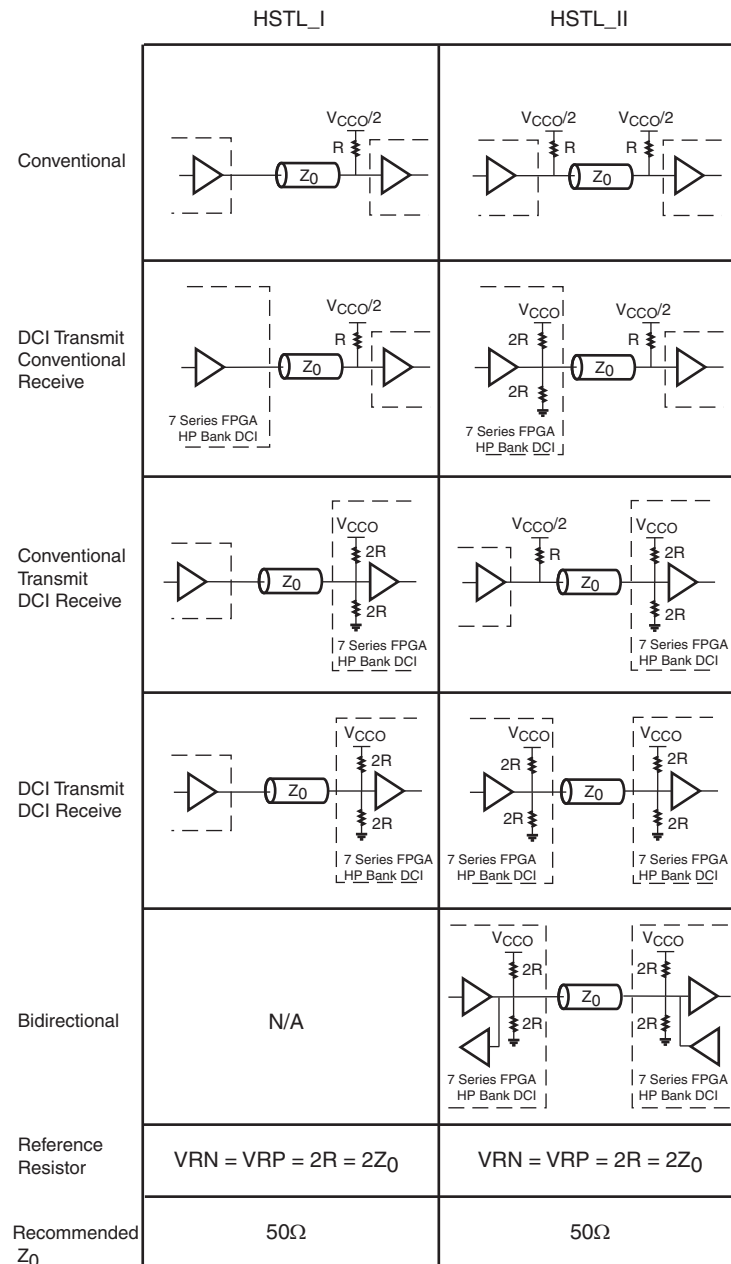 HSTL_I HSTL_II
Conventional
VCCO/2
R
Z0
VCCO/2
R
Z0
VCCO/2
R
DCI Transmit
Conventional
Receive
VCCO/2
R
Z0
7 Series FPGA
HP Bank DCI
VCCO
2R
2R
Z0
VCCO/2
R
7 Series FPGA
HP Bank DCI
Conventional
Transmit
DCI Receive
Z0
VCCO
2R
2R
7 Series FPGA
HP Bank DCI
VCCO/2
R
Z0
VCCO
2R
2R
7 Series FPGA
HP Bank DCI
DCI Transmit
DCI Receive
Z0
VCCO
2R
2R
7 Series FPGA
HP Bank DCI
VCCO
2R
2R
7 Series FPGA
HP Bank DCI
Z0
VCCO
2R
2R
7 Series FPGA
HP Bank DCI
Bidirectional
N/A
VCCO
2R
2R
7 Series FPGA
HP Bank DCI
Z0
VCCO
2R
2R
7 Series FPGA
HP Bank DCI
Reference
Resistor
VRN = VRP = 2R = 2Z0
VRN = VRP = 2R = 2Z0
Recommended
Z0
50Ω
50Ω